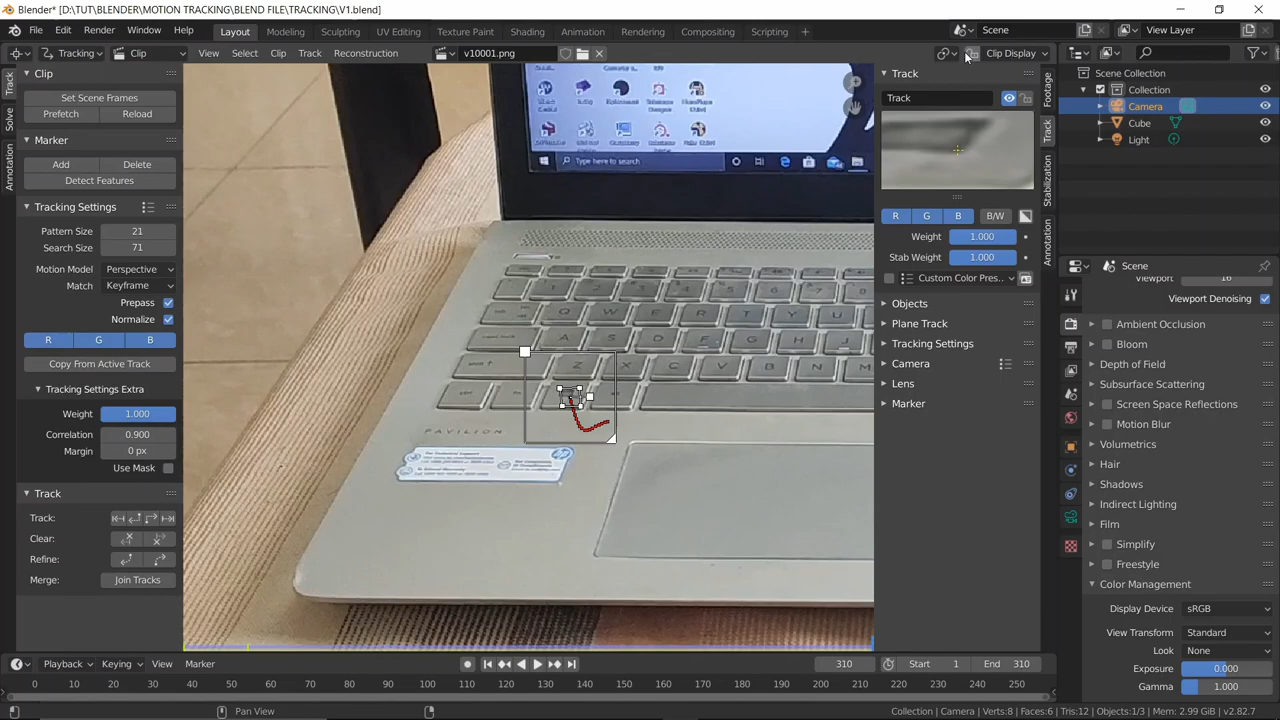 Blender* [D:\TUT\BLENDER\MOTION TRACKING\BLEND FILE\TRACKING\V1.blend]
File Edit Render Window Help Layout Modeling Sculpting UV Editing Texture Paint Shading Animation Rendering Compositing Scripting + Scene View Layer
Tracking Clip View Select Clip Track Reconstruction v10001.png Clip Display
Track
Solve
Annotation
Clip
Set Scene Frames
Prefetch Reload
Marker
Add Delete
Detect Features
Tracking Settings
Pattern Size 21
Search Size 71
Motion Model Perspective
Match Keyframe
Prepass
Normalize
R G B
Copy From Active Track
Tracking Settings Extra
Weight 1.000
Correlation 0.900
Margin 0 px
Use Mask
Track
Track:
Clear:
Refine:
Merge: Join Tracks
Type here to search
Q W E R T Y U
A S D F G H J
Z X C V B N M
PAVILION
hp
Track
Track
R G B B/W
Weight 1.000
Stab Weight 1.000
Custom Color Pres..
Objects
Plane Track
Tracking Settings
Camera
Lens
Marker
Footage
Track
Stabilization
Annotation
Scene Collection
Collection
Camera
Cube
Light
Scene
Viewport 16
Viewport Denoising
Ambient Occlusion
Bloom
Depth of Field
Subsurface Scattering
Screen Space Reflections
Motion Blur
Volumetrics
Hair
Shadows
Indirect Lighting
Film
Simplify
Freestyle
Color Management
Display Device sRGB
View Transform Standard
Look None
Exposure 0.000
Gamma 1.000
Playback Keying View Marker 310 Start 1 End 310
0 10 20 30 40 50 60 70 80 90 100 110 120 130 140 150 160 170 180 190 200 210 220 230 240 250
Pan View Collection | Camera | Verts:8 | Faces:6 | Tris:12 | Objects:1/3 | Mem: 2.99 GiB | v2.82.7